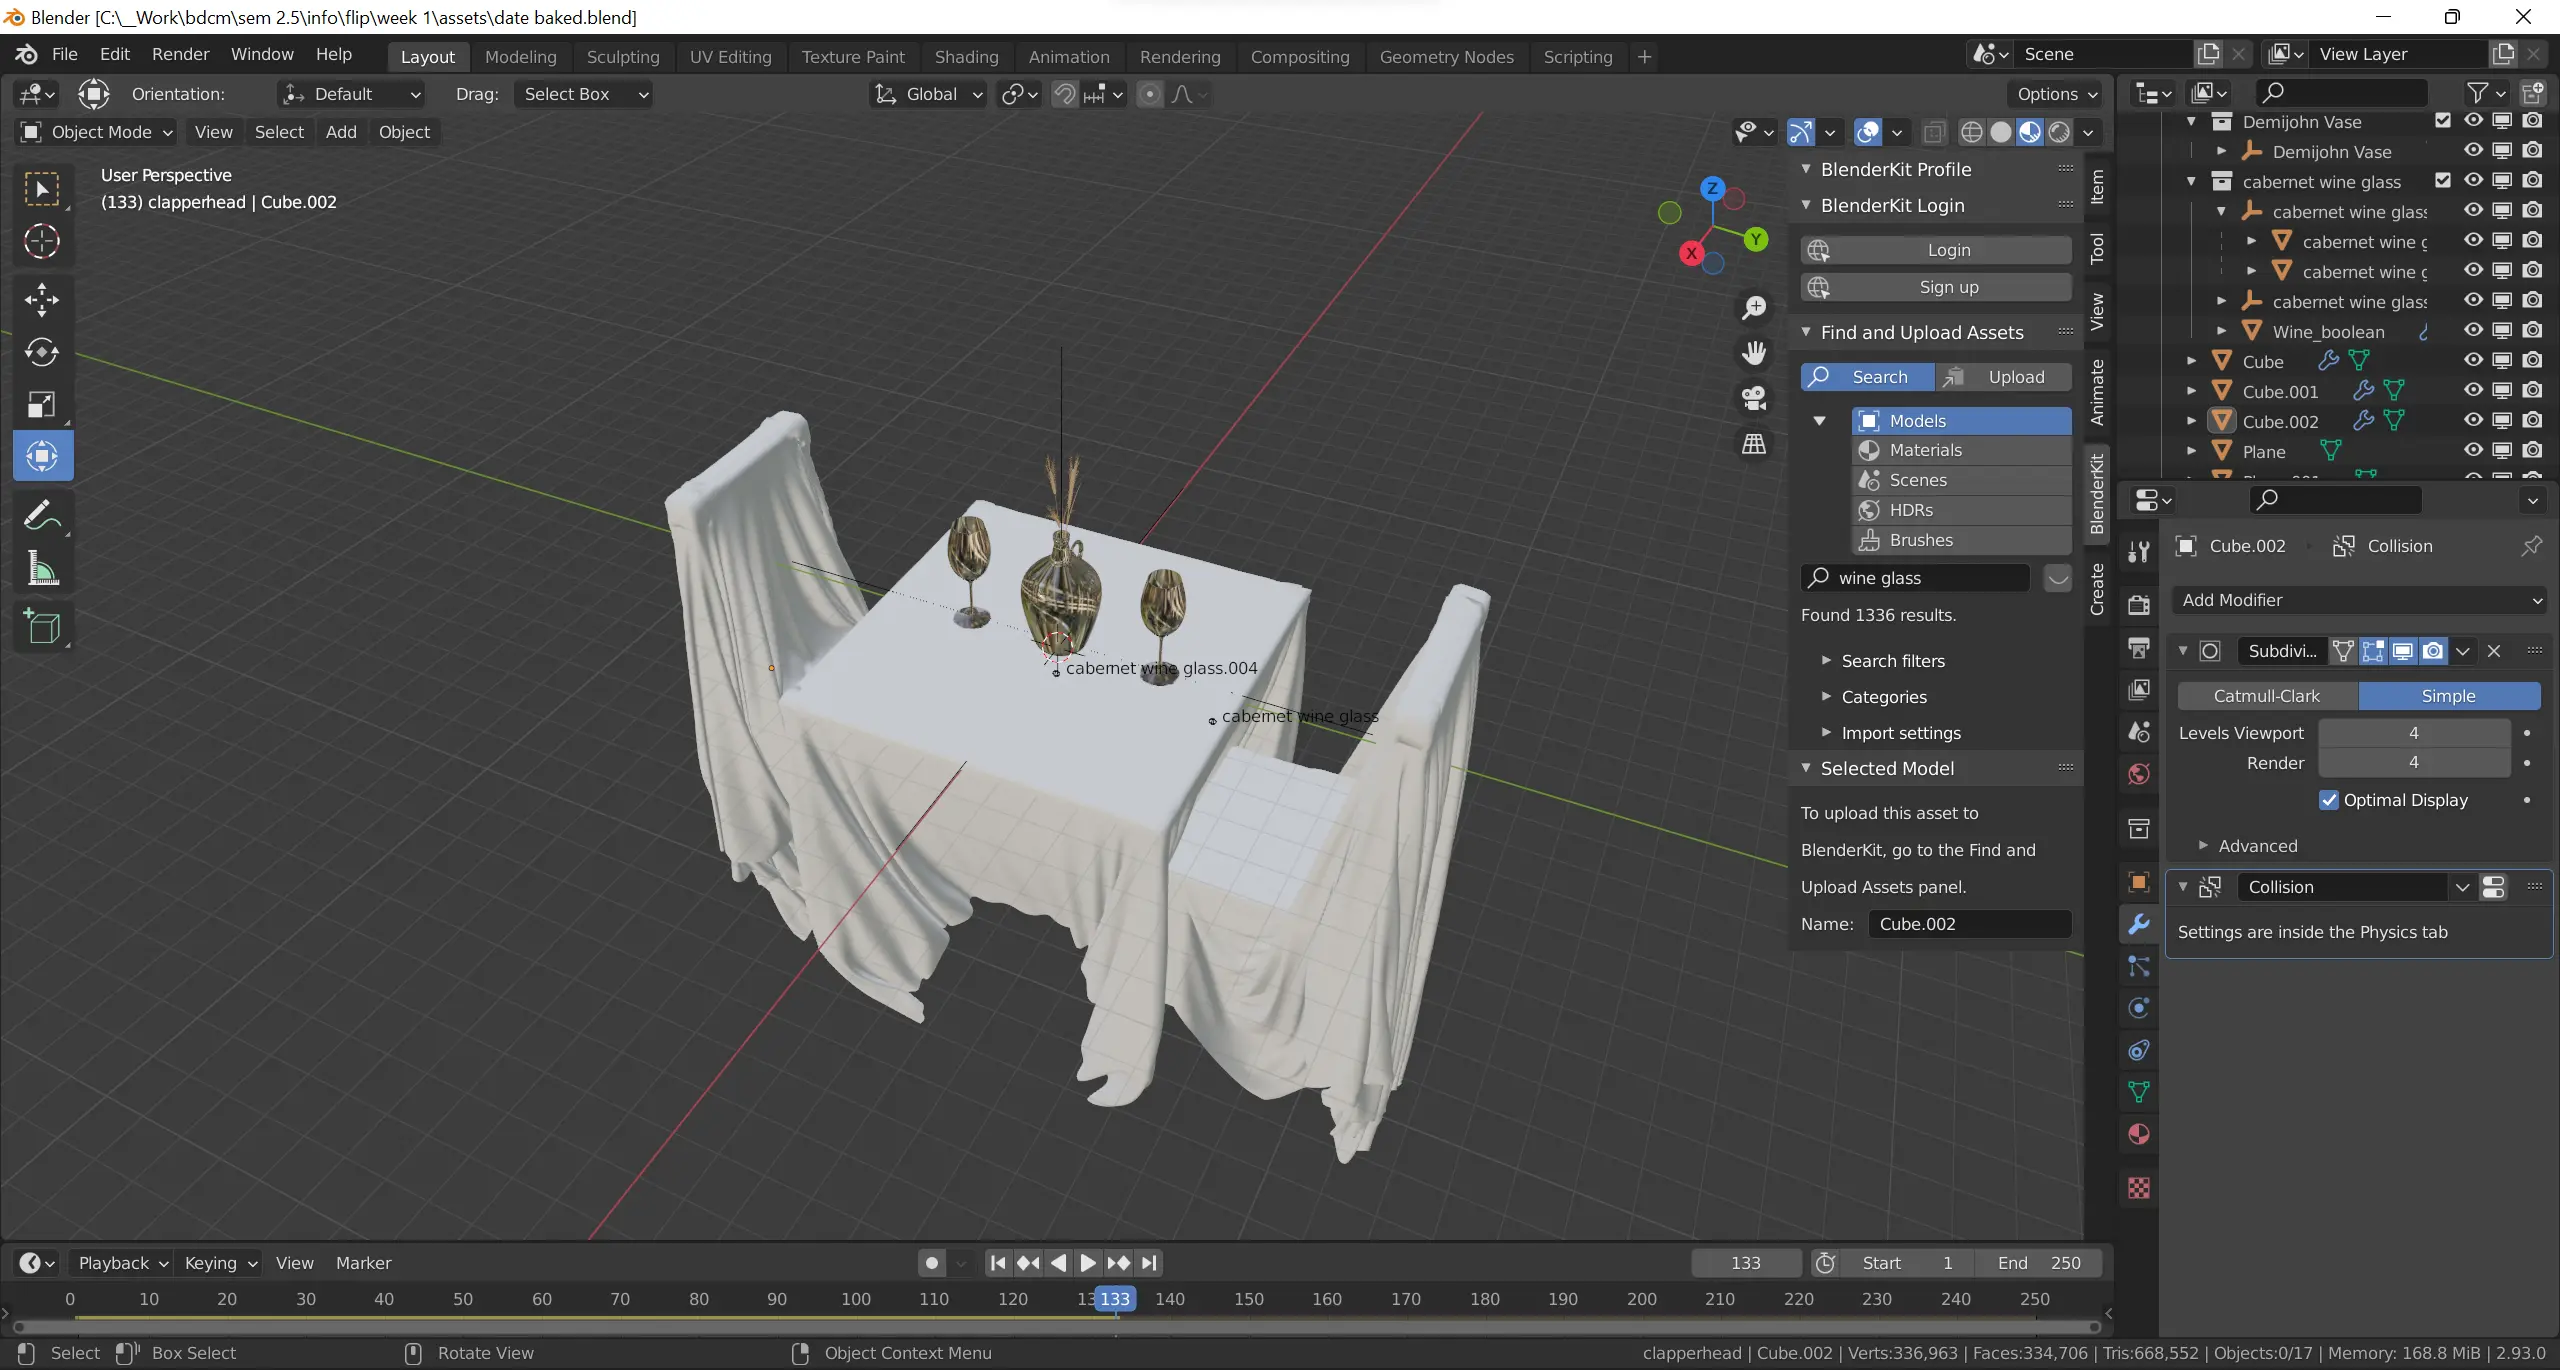 Blender [C:\__Work\bdcm\sem 2.5\info\flip\week 1\assets\date baked.blend]
File Edit Render Window Help Layout Modeling Sculpting UV Editing Texture Paint Shading Animation Rendering Compositing Geometry Nodes Scripting + Scene View Layer
Orientation: Default Drag: Select Box Global Options
Object Mode View Select Add Object
User Perspective
(133) clapperhead | Cube.002
Z
Y
X
cabernet wine glass.004
cabernet wine glass
BlenderKit Profile
BlenderKit Login
Login
Sign up
Find and Upload Assets
Search Upload
Models
Materials
Scenes
HDRs
Brushes
wine glass
Found 1336 results.
Search filters
Categories
Import settings
Selected Model
To upload this asset to
BlenderKit, go to the Find and
Upload Assets panel.
Name: Cube.002
Item
Tool
View
Animate
BlenderKit
Create
Demijohn Vase
Demijohn Vase
cabernet wine glass
cabernet wine glass
cabernet wine g
cabernet wine g
cabernet wine glass
Wine_boolean
Cube
Cube.001
Cube.002
Plane
Cube.002 Collision
Add Modifier
Subdivi...
Catmull-Clark Simple
Levels Viewport 4
Render 4
Optimal Display
Advanced
Collision
Settings are inside the Physics tab
Playback Keying View Marker 133 Start 1 End 250
0 10 20 30 40 50 60 70 80 90 100 110 120 133 140 150 160 170 180 190 200 210 220 230 240 250
Select Box Select Rotate View Object Context Menu clapperhead | Cube.002 | Verts:336,963 | Faces:334,706 | Tris:668,552 | Objects:0/17 | Memory: 168.8 MiB | 2.93.0